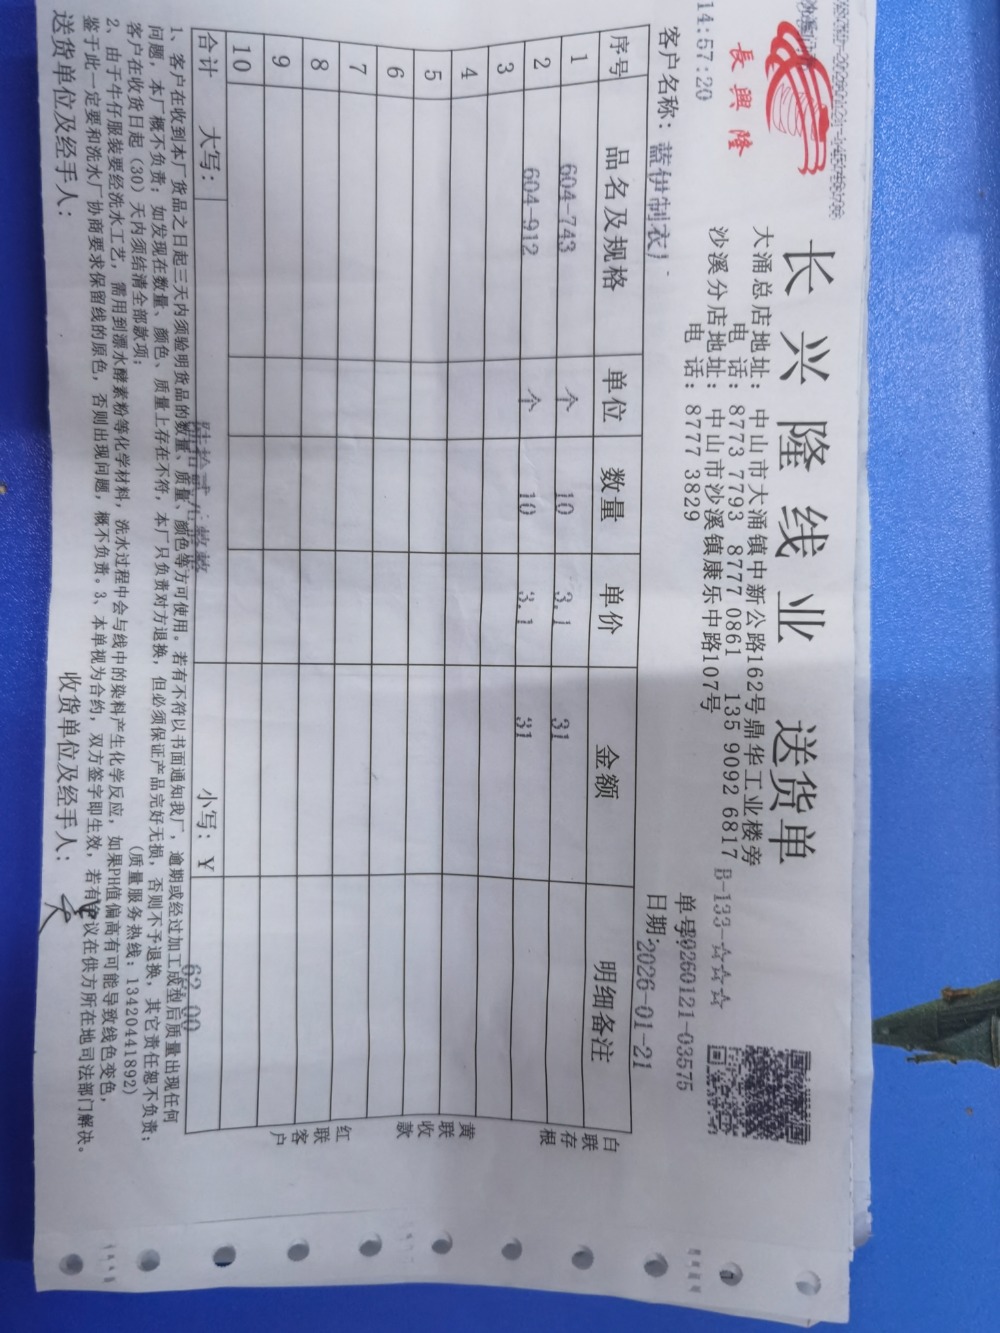 14:57:20
長興隆
长兴隆线业 送货单
大涌总店地址：中山市大涌镇中新公路162号鼎华工业楼旁
电 话：8773 7793 8777 0861 135 9092 6817
B-133-☆☆☆
沙溪分店地址：中山市沙溪镇康乐中路107号
电 话：8777 3829
单号:20260121-03575
客户名称：蓝伊制衣厂
日期:2026-01-21
序号 品名及规格 单位 数量 单价 金额 明细备注
1 604-743 个 10 3.1 31
2 604-912 个 10 3.1 31
3
4
5
6
7
8
9
10
合计 大写： 陆拾贰元整 小写：￥ 62.00
白联存根
黄联收款
红联客户
1、客户在收到本厂货品之日起三天内须验明货品的数量、质量、颜色等方可使用。若有不符以书面通知我厂，逾期或经过加工成型后质量出现任何
问题，本厂概不负责；如发现在数量、颜色、质量上存在不符，本厂只负责对方退换，但必须保证产品完好无损，否则不予退换，其它责任恕不负责；
客户在收货日起（30）天内须结清全部款项； （质量服务热线：13420441892）
2、由于牛仔服装要经洗水工艺，需用到漂水酵素粉等化学材料，洗水过程中会与线中的染料产生化学反应，如果PH值偏高有可能导致线色变色，
鉴于此一定要和洗水厂协商要求保留线的原色，否则出现问题，概不负责。3、本单视为合约，双方签字即生效，若有争议在供方所在地司法部门解决。
送货单位及经手人： 收货单位及经手人：